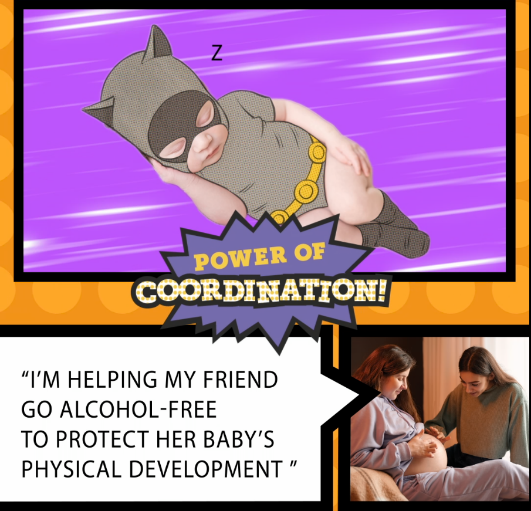 Z
POWER OF
COORDINATION!
“I’M HELPING MY FRIEND
GO ALCOHOL-FREE
TO PROTECT HER BABY’S
PHYSICAL DEVELOPMENT ”